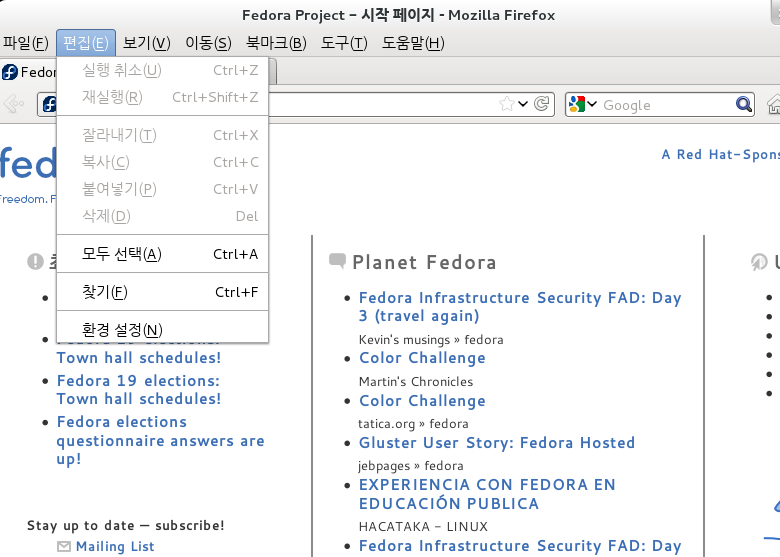 Fedora Project – 시작 페이지 - Mozilla Firefox
파일(F) 편집(E) 보기(V) 이동(S) 북마크(B) 도구(T) 도움말(H)
실행 취소(U) Ctrl+Z
재실행(R) Ctrl+Shift+Z
잘라내기(T) Ctrl+X
복사(C) Ctrl+C
붙여넣기(P) Ctrl+V
삭제(D) Del
모두 선택(A) Ctrl+A
찾기(F) Ctrl+F
환경 설정(N)
Google
A Red Hat-Spons
fed
Freedom. F
Town hall schedules!
Fedora 19 elections:
Town hall schedules!
Fedora elections
questionnaire answers are
up!
Stay up to date — subscribe!
Mailing List
Planet Fedora
Fedora Infrastructure Security FAD: Day
3 (travel again)
Kevin's musings » fedora
Color Challenge
Martin's Chronicles
Color Challenge
tatica.org » fedora
Gluster User Story: Fedora Hosted
jebpages » fedora
EXPERIENCIA CON FEDORA EN
EDUCACIÓN PUBLICA
HACATAKA - LINUX
Fedora Infrastructure Security FAD: Day